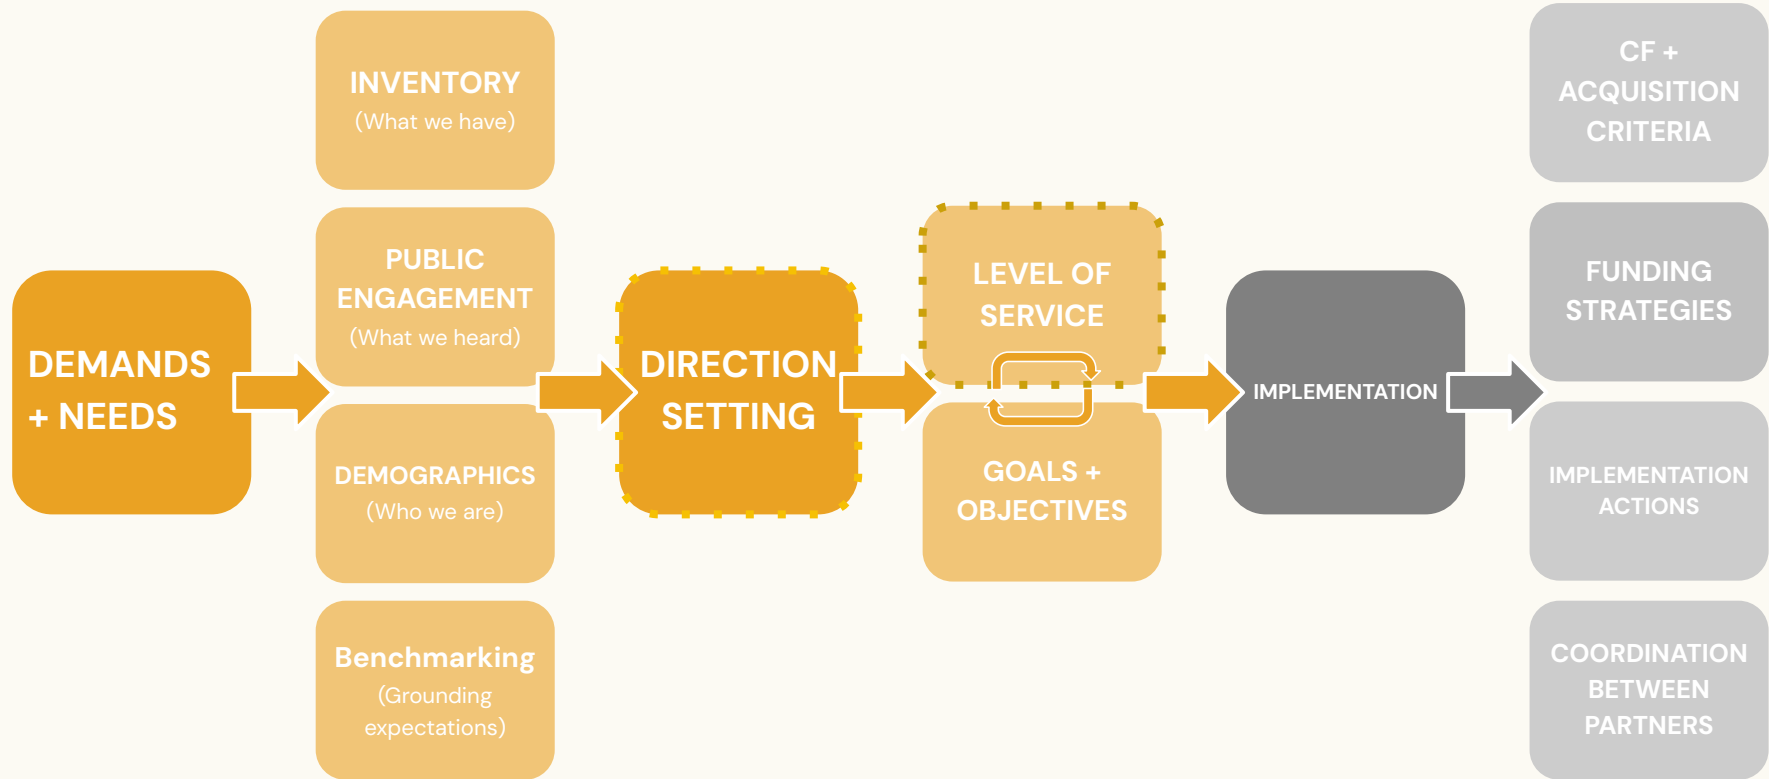 DEMANDS
+ NEEDS
INVENTORY
(What we have)
PUBLIC
ENGAGEMENT
(What we heard)
DEMOGRAPHICS
(Who we are)
Benchmarking
(Grounding
expectations)
DIRECTION
SETTING
LEVEL OF
SERVICE
GOALS +
OBJECTIVES
IMPLEMENTATION
CF +
ACQUISITION
CRITERIA
FUNDING
STRATEGIES
IMPLEMENTATION
ACTIONS
COORDINATION
BETWEEN
PARTNERS